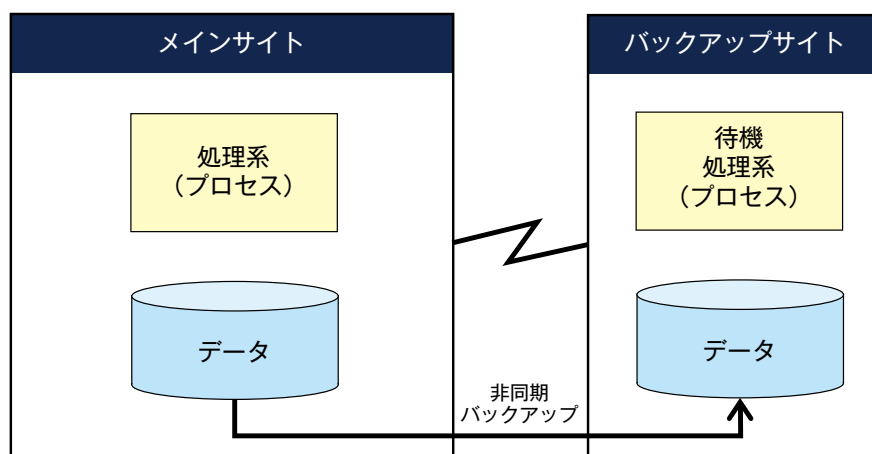 メインサイト
バックアップサイト
処理系
（プロセス）
待機
処理系
（プロセス）
データ
データ
非同期
バックアップ